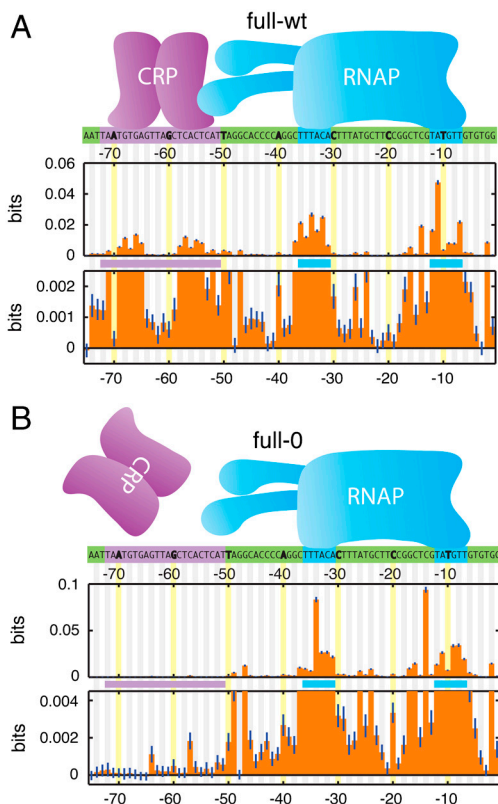 A
full-wt
CRP
RNAP
AATTAATGTGAGTTAGCTCACTCATTAGGCACCCCAGGCTTTACACTTTATGCTTCCGGCTCGTATGTTGTGTGG
-70 -60 -50 -40 -30 -20 -10
0.06
0.04
0.02
0
bits
0.002
0.001
0
bits
-70 -60 -50 -40 -30 -20 -10
B
full-0
CRP
RNAP
AATTAATGTGAGTTAGCTCACTCATTAGGCACCCCAGGCTTTACACTTTATGCTTCCGGCTCGTATGTTGTGTGG
-70 -60 -50 -40 -30 -20 -10
0.1
0.05
0
bits
0.004
0.002
0
bits
-70 -60 -50 -40 -30 -20 -10